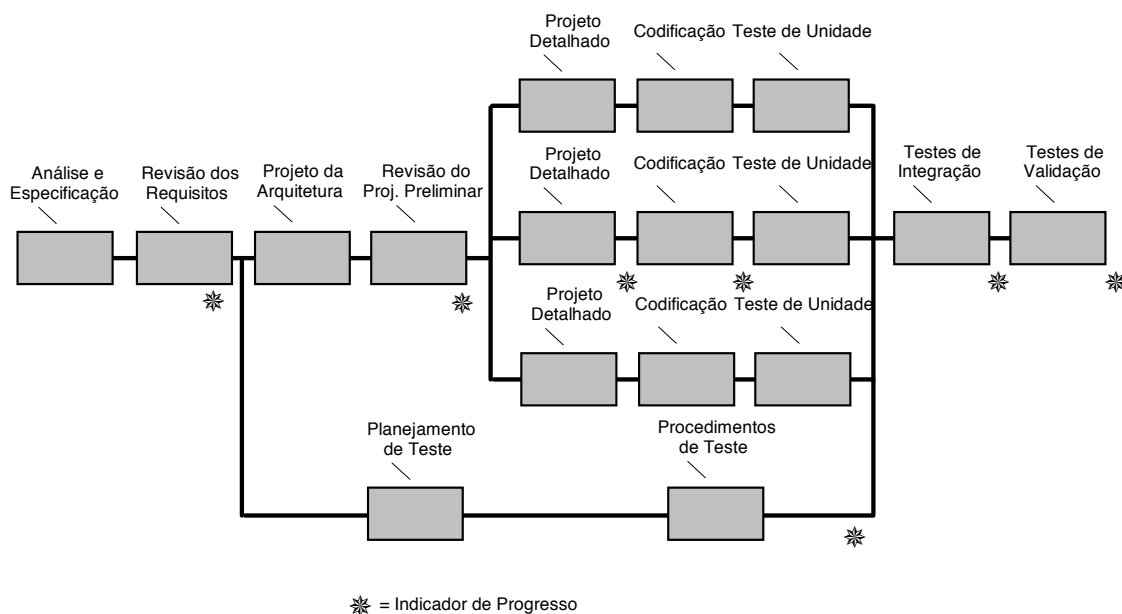 Projeto
Detalhado
Codificação
Teste de Unidade
Análise e
Especificação
Revisão dos
Requisitos
Projeto da
Arquitetura
Revisão do
Proj. Preliminar
Projeto
Detalhado
Codificação
Teste de Unidade
Testes de
Integração
Testes de
Validação
Projeto
Detalhado
Codificação
Teste de Unidade
Planejamento
de Teste
Procedimentos
de Teste
= Indicador de Progresso